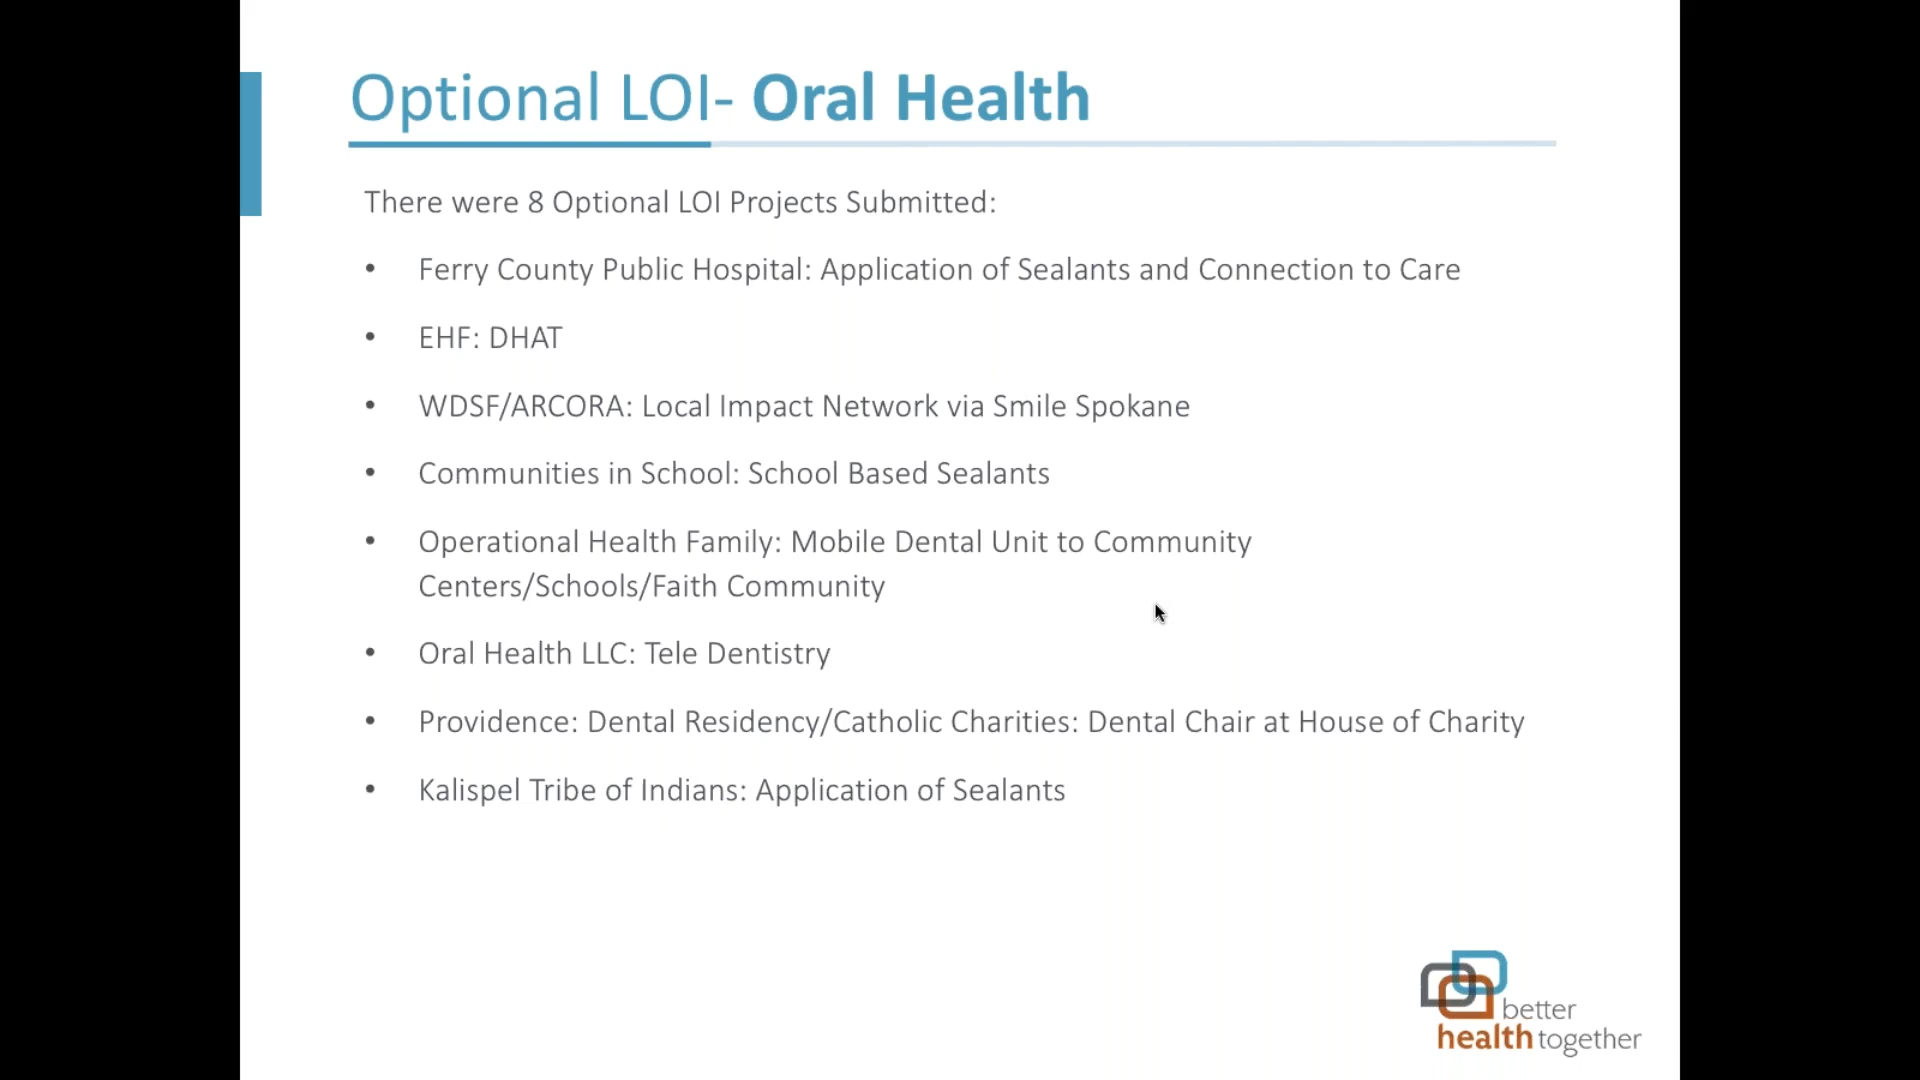 Optional LOI- Oral Health
There were 8 Optional LOI Projects Submitted:
• Ferry County Public Hospital: Application of Sealants and Connection to Care
• EHF: DHAT
• WDSF/ARCORA: Local Impact Network via Smile Spokane
• Communities in School: School Based Sealants
• Operational Health Family: Mobile Dental Unit to Community
Centers/Schools/Faith Community
• Oral Health LLC: Tele Dentistry
• Providence: Dental Residency/Catholic Charities: Dental Chair at House of Charity
• Kalispel Tribe of Indians: Application of Sealants
better
health together